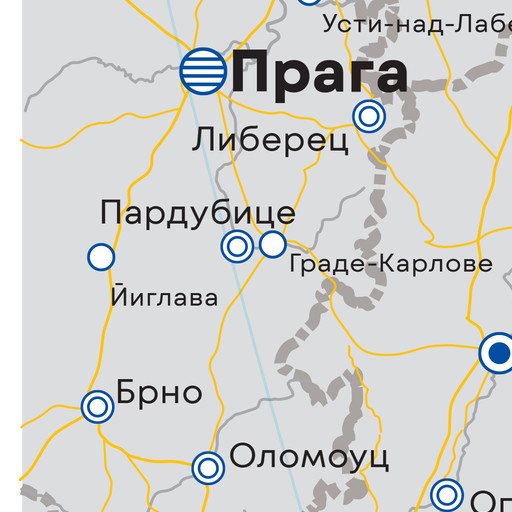 Усти-над-Лабе
Прага
Либерец
Пардубице
Граде-Карлове
Йиглава
Брно
Оломоуц